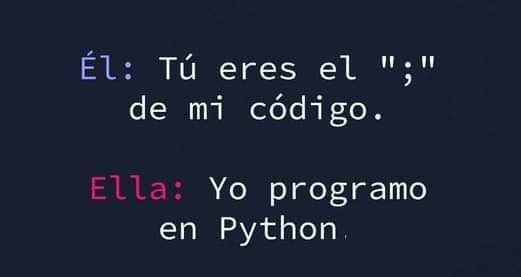 Él: Tú eres el ";"
de mi código.
Ella: Yo programo
en Python.